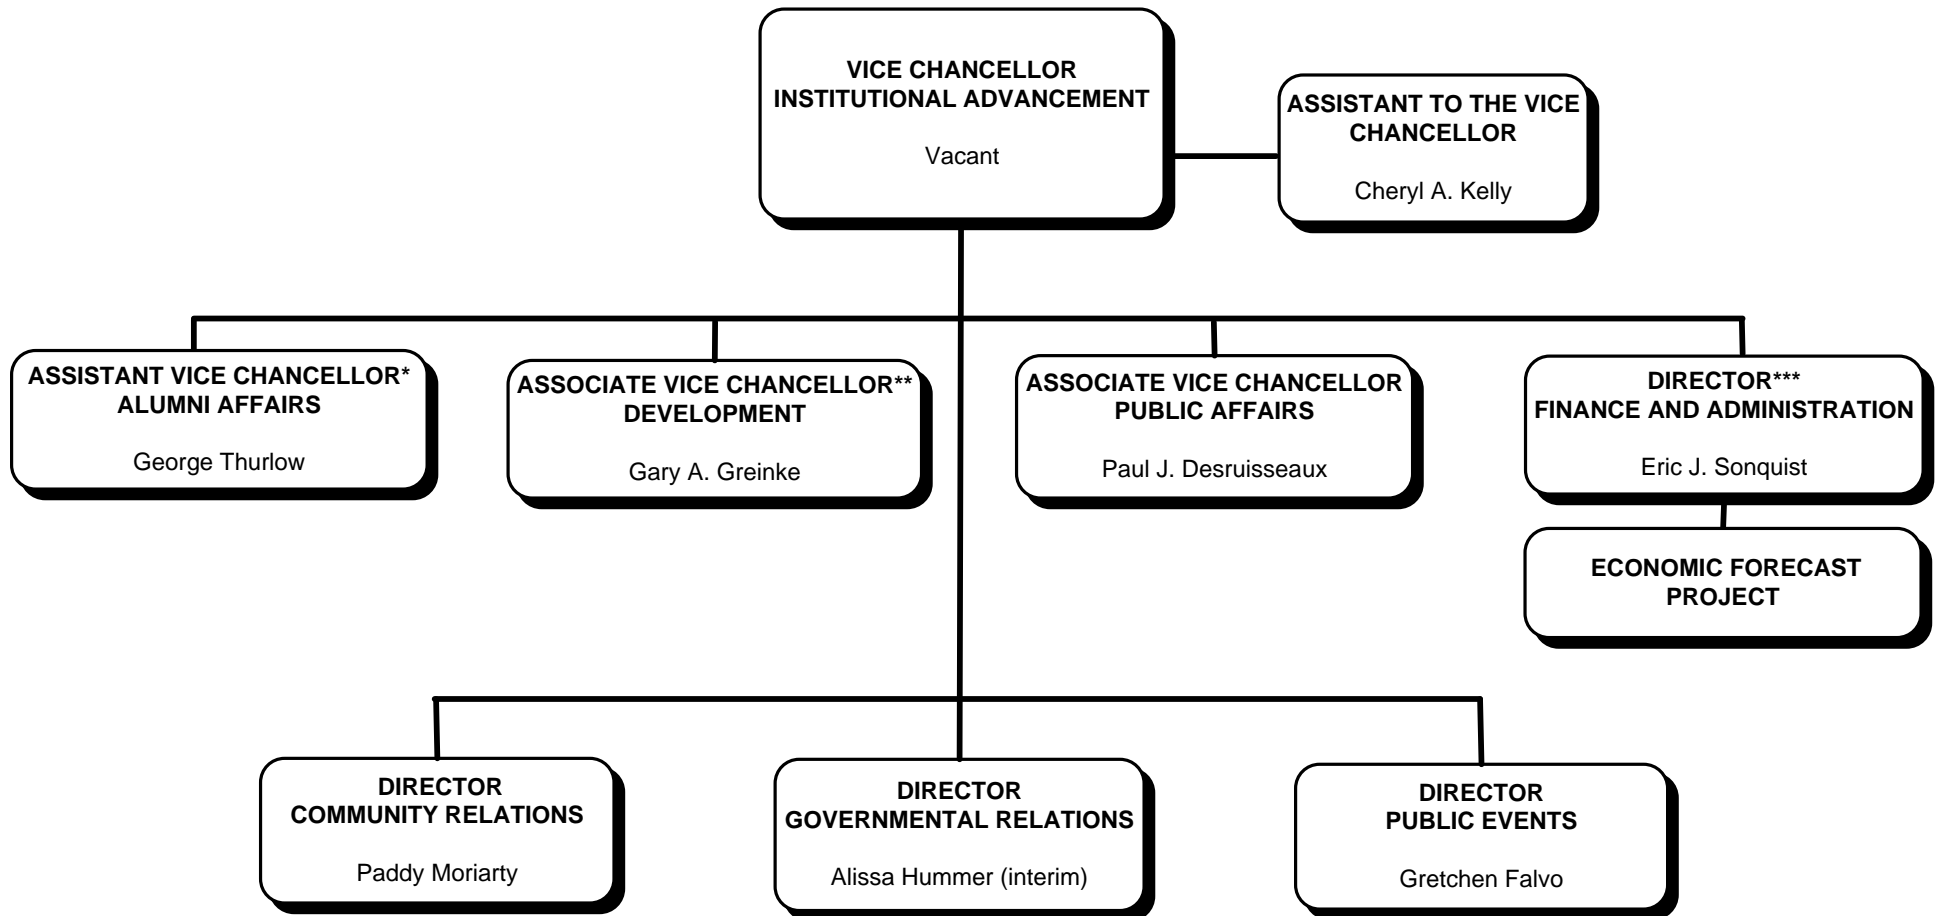 VICE CHANCELLOR
INSTITUTIONAL ADVANCEMENT
Vacant
ASSISTANT TO THE VICE
CHANCELLOR
Cheryl A. Kelly
ASSISTANT VICE CHANCELLOR*
ALUMNI AFFAIRS
George Thurlow
ASSOCIATE VICE CHANCELLOR**
DEVELOPMENT
Gary A. Greinke
ASSOCIATE VICE CHANCELLOR
PUBLIC AFFAIRS
Paul J. Desruisseaux
DIRECTOR***
FINANCE AND ADMINISTRATION
Eric J. Sonquist
ECONOMIC FORECAST
PROJECT
DIRECTOR
COMMUNITY RELATIONS
Paddy Moriarty
DIRECTOR
GOVERNMENTAL RELATIONS
Alissa Hummer (interim)
DIRECTOR
PUBLIC EVENTS
Gretchen Falvo